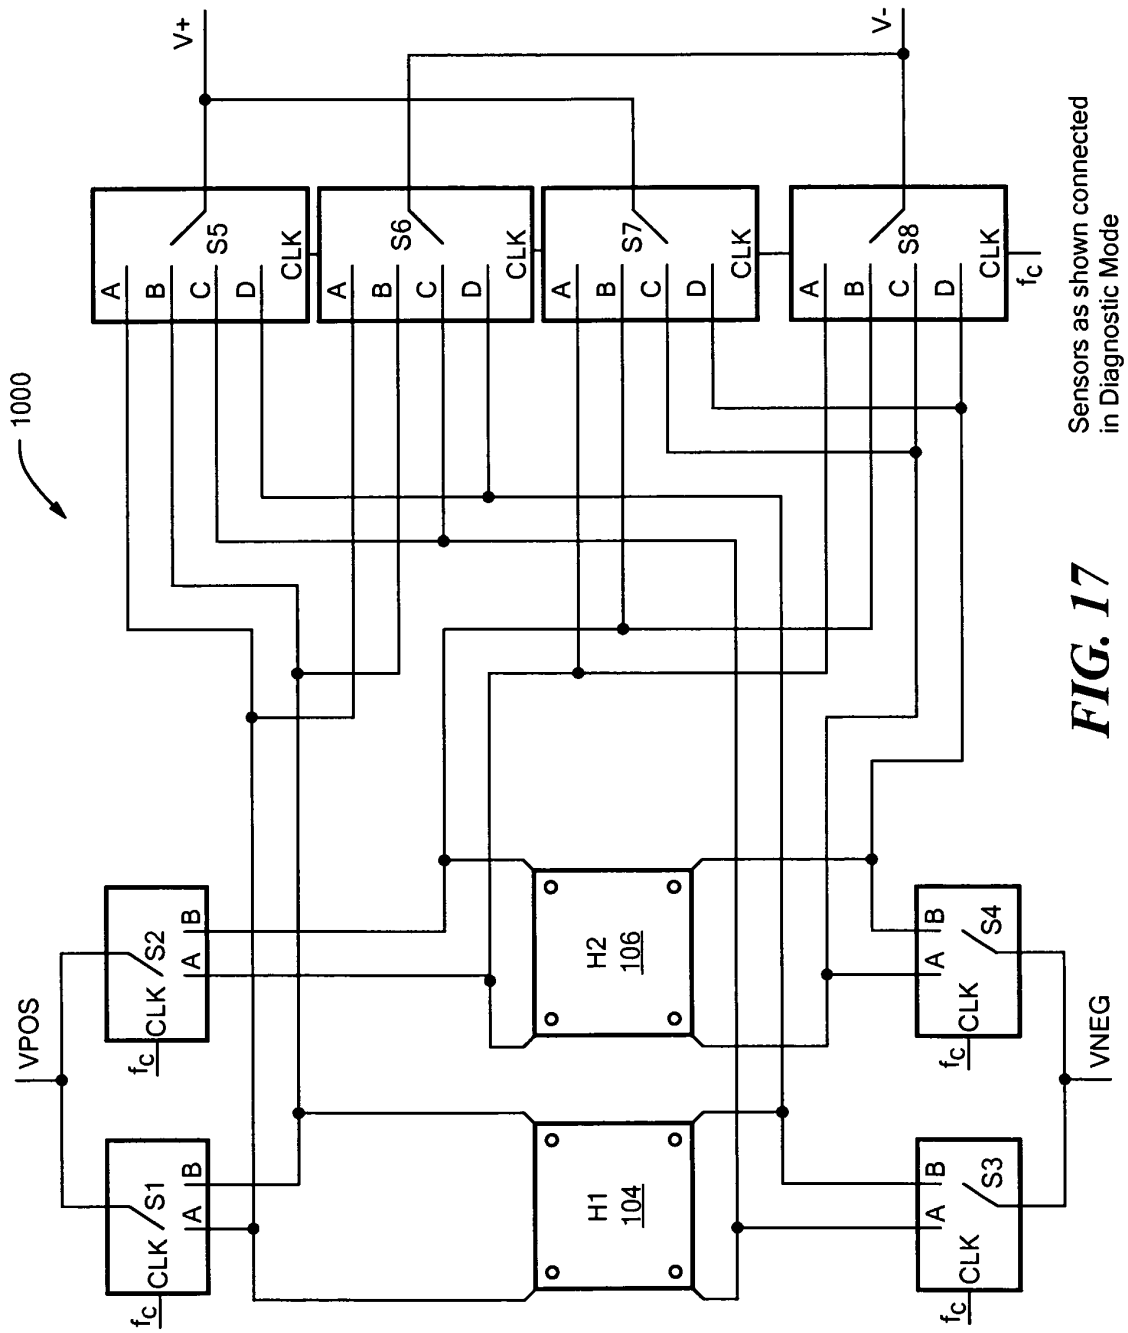 1000
V+
V-
A
B
C
D
S5
CLK
A
B
C
D
S6
CLK
A
B
C
D
S7
CLK
A
B
C
D
S8
CLK
fC
VPOS
S1
A
B
CLK
fC
S2
A
B
CLK
fC
H1
104
H2
106
S3
A
B
CLK
fC
S4
A
B
CLK
fC
VNEG
Sensors as shown connected
in Diagnostic Mode
FIG. 17